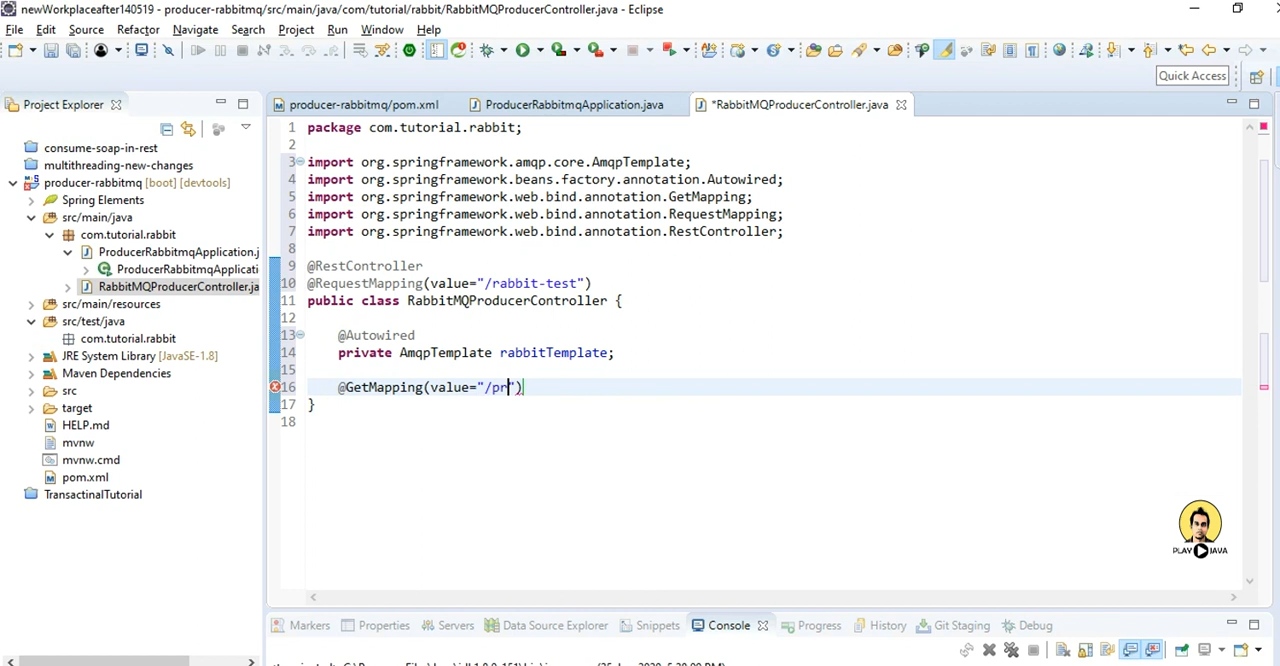 newWorkplaceafter140519 - producer-rabbitmq/src/main/java/com/tutorial/rabbit/RabbitMQProducerController.java - Eclipse
File Edit Source Refactor Navigate Search Project Run Window Help
Quick Access
Project Explorer
producer-rabbitmq/pom.xml
ProducerRabbitmqApplication.java
*RabbitMQProducerController.java
consume-soap-in-rest
multithreading-new-changes
producer-rabbitmq [boot] [devtools]
Spring Elements
src/main/java
com.tutorial.rabbit
ProducerRabbitmqApplication.j
ProducerRabbitmqApplicati
RabbitMQProducerController.ja
src/main/resources
src/test/java
com.tutorial.rabbit
JRE System Library [JavaSE-1.8]
Maven Dependencies
src
target
HELP.md
mvnw
mvnw.cmd
pom.xml
TransactinalTutorial
1 package com.tutorial.rabbit;
2
3 import org.springframework.amqp.core.AmqpTemplate;
4 import org.springframework.beans.factory.annotation.Autowired;
5 import org.springframework.web.bind.annotation.GetMapping;
6 import org.springframework.web.bind.annotation.RequestMapping;
7 import org.springframework.web.bind.annotation.RestController;
8
9 @RestController
10 @RequestMapping(value="/rabbit-test")
11 public class RabbitMQProducerController {
12
13 @Autowired
14 private AmqpTemplate rabbitTemplate;
15
16 @GetMapping(value="/pr")
17 }
18
PLAY JAVA
Markers Properties Servers Data Source Explorer Snippets Console Progress History Git Staging Debug